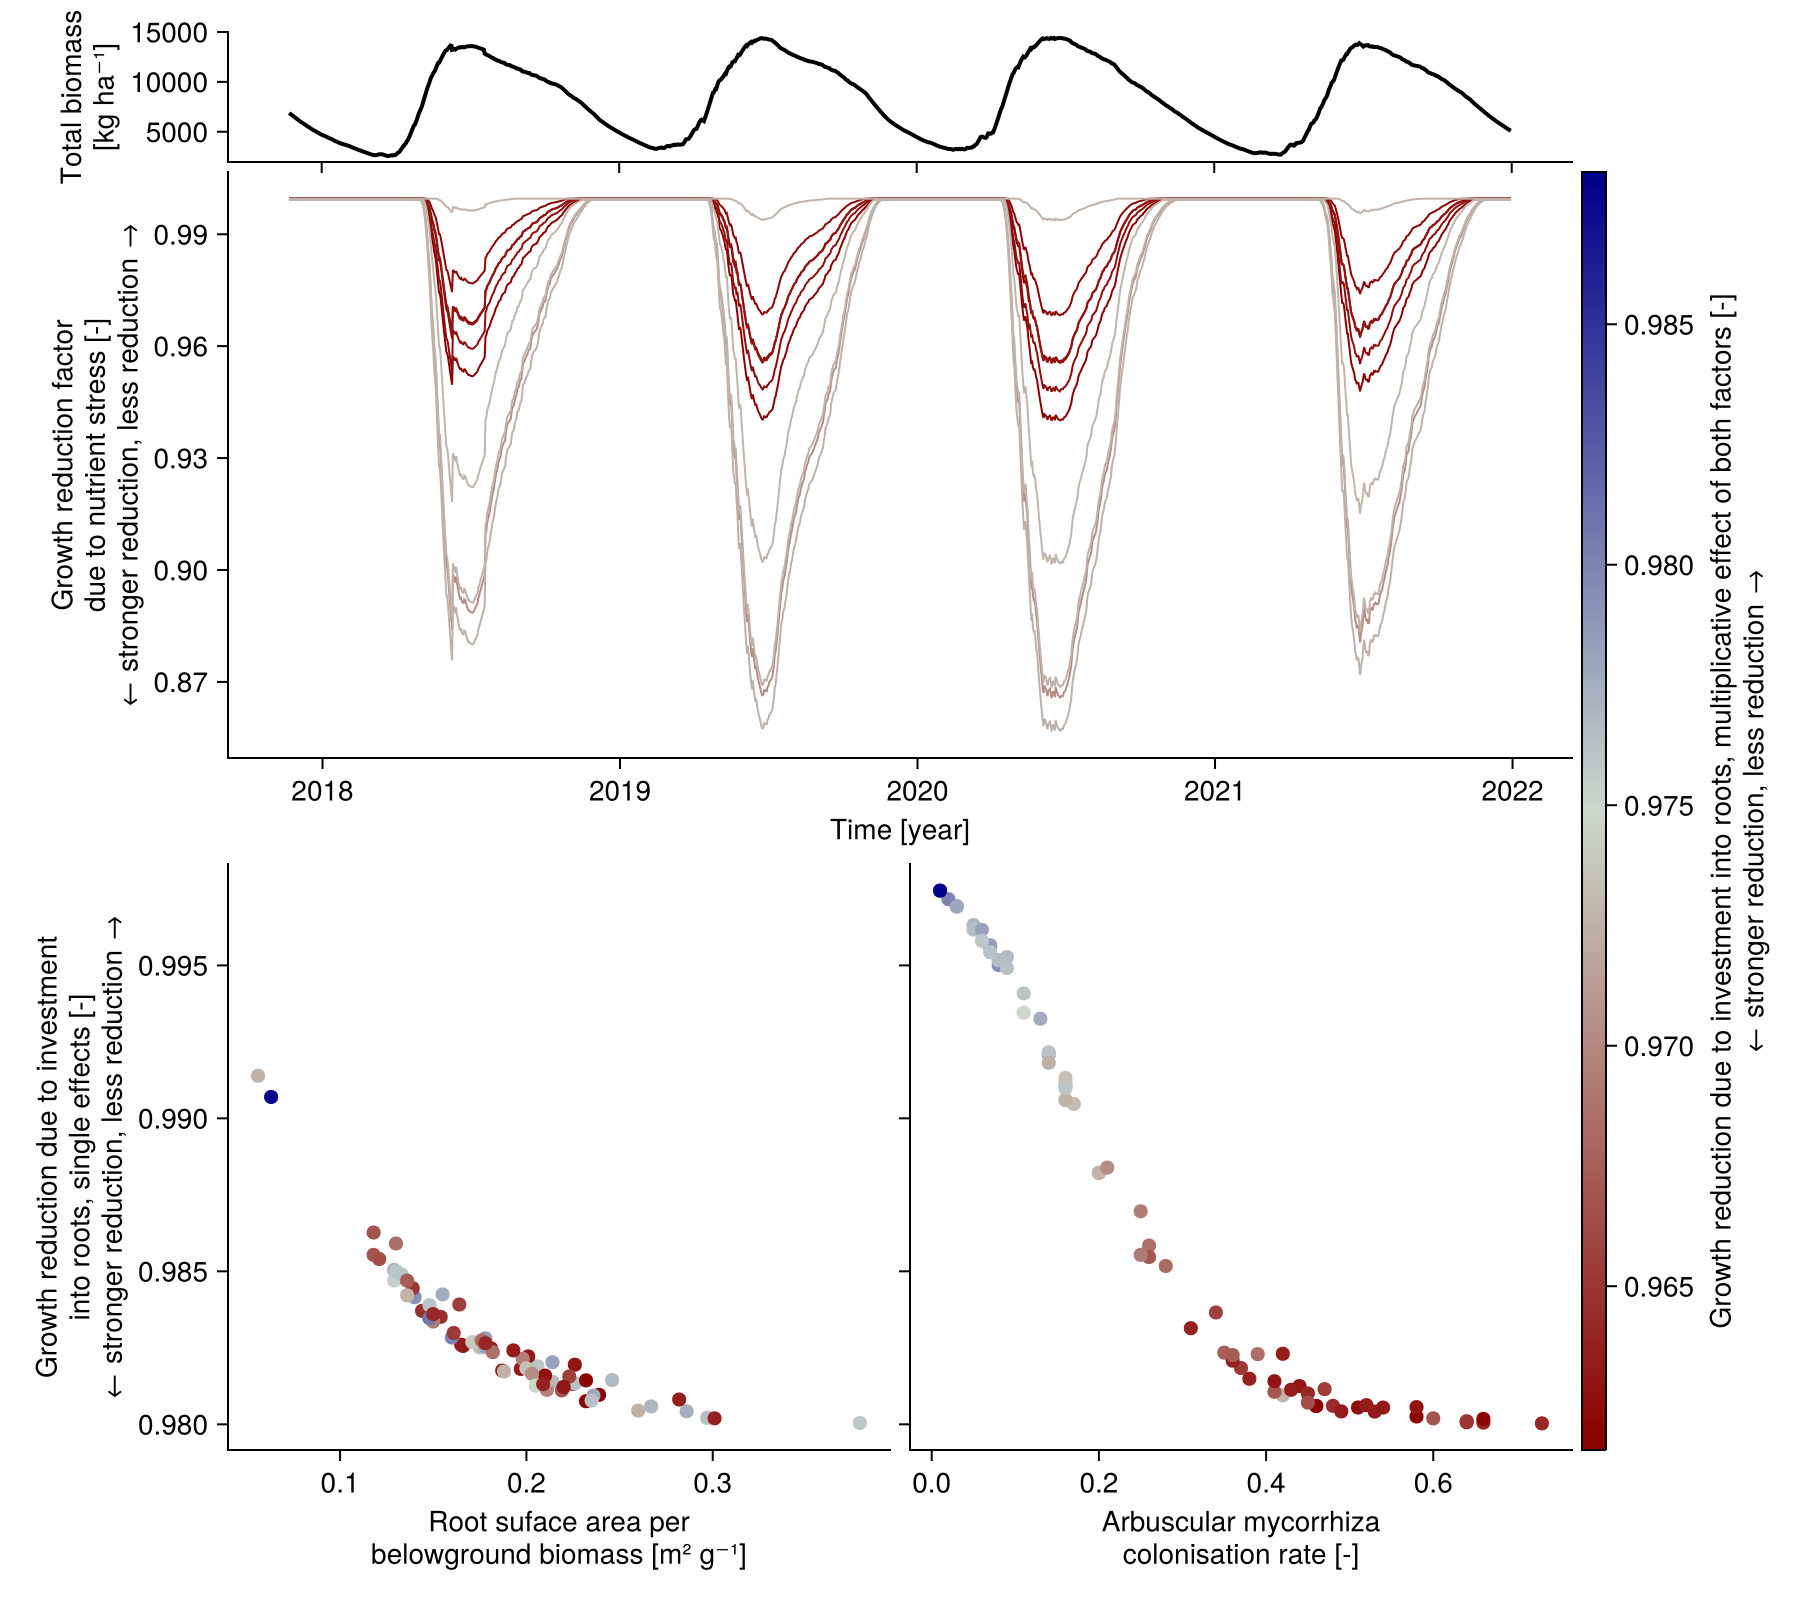 Total biomass
[kg ha⁻¹]
15000
10000
5000
Growth reduction factor
due to nutrient stress [-]
← stronger reduction, less reduction →
0.99
0.96
0.93
0.90
0.87
2018
2019
2020
2021
2022
Time [year]
0.985
0.980
0.975
0.970
0.965
Growth reduction due to investment into roots, multiplicative effect of both factors [-]
← stronger reduction, less reduction →
Growth reduction due to investment
into roots, single effects [-]
← stronger reduction, less reduction →
0.995
0.990
0.985
0.980
0.1
0.2
0.3
Root suface area per
belowground biomass [m² g⁻¹]
0.0
0.2
0.4
0.6
Arbuscular mycorrhiza
colonisation rate [-]